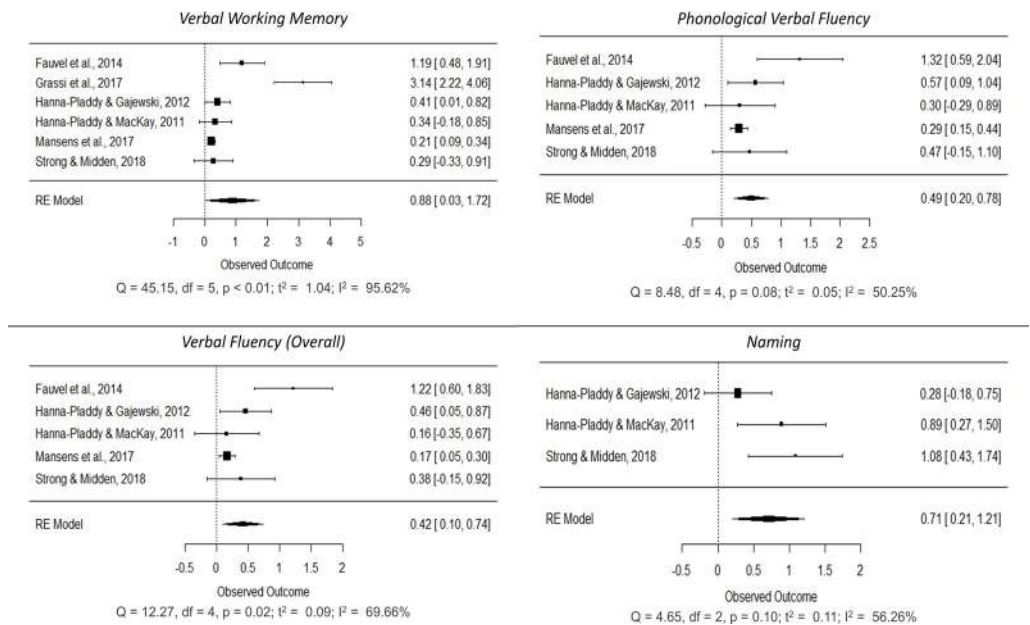 Verbal Working Memory
Fauvel et al., 2014 1.19 [ 0.48, 1.91]
Grassi et al., 2017 3.14 [ 2.22, 4.06]
Hanna-Pladdy & Gajewski, 2012 0.41 [ 0.01, 0.82]
Hanna-Pladdy & MacKay, 2011 0.34 [-0.18, 0.85]
Mansens et al., 2017 0.21 [ 0.09, 0.34]
Strong & Midden, 2018 0.29 [-0.33, 0.91]
RE Model 0.88 [ 0.03, 1.72]
-1 0 1 2 3 4 5
Observed Outcome
Q = 45.15, df = 5, p < 0.01; t² = 1.04; I² = 95.62%
Phonological Verbal Fluency
Fauvel et al., 2014 1.32 [ 0.59, 2.04]
Hanna-Pladdy & Gajewski, 2012 0.57 [ 0.09, 1.04]
Hanna-Pladdy & MacKay, 2011 0.30 [-0.29, 0.89]
Mansens et al., 2017 0.29 [ 0.15, 0.44]
Strong & Midden, 2018 0.47 [-0.15, 1.10]
RE Model 0.49 [ 0.20, 0.78]
-0.5 0 0.5 1 1.5 2 2.5
Observed Outcome
Q = 8.48, df = 4, p = 0.08; t² = 0.05; I² = 50.25%
Verbal Fluency (Overall)
Fauvel et al., 2014 1.22 [ 0.60, 1.83]
Hanna-Pladdy & Gajewski, 2012 0.46 [ 0.05, 0.87]
Hanna-Pladdy & MacKay, 2011 0.16 [-0.35, 0.67]
Mansens et al., 2017 0.17 [ 0.05, 0.30]
Strong & Midden, 2018 0.38 [-0.15, 0.92]
RE Model 0.42 [ 0.10, 0.74]
-0.5 0 0.5 1 1.5 2
Observed Outcome
Q = 12.27, df = 4, p = 0.02; t² = 0.09; I² = 69.66%
Naming
Hanna-Pladdy & Gajewski, 2012 0.28 [-0.18, 0.75]
Hanna-Pladdy & MacKay, 2011 0.89 [ 0.27, 1.50]
Strong & Midden, 2018 1.08 [ 0.43, 1.74]
RE Model 0.71 [ 0.21, 1.21]
-0.5 0 0.5 1 1.5 2
Observed Outcome
Q = 4.65, df = 2, p = 0.10; t² = 0.11; I² = 56.26%